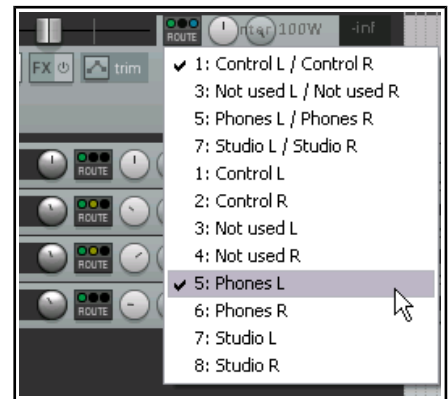 ROUTE
nter 100W
-inf
FX
trim
✓ 1: Control L / Control R
3: Not used L / Not used R
5: Phones L / Phones R
7: Studio L / Studio R
1: Control L
2: Control R
3: Not used L
4: Not used R
✓ 5: Phones L
6: Phones R
7: Studio L
8: Studio R
ROUTE
ROUTE
ROUTE
ROUTE